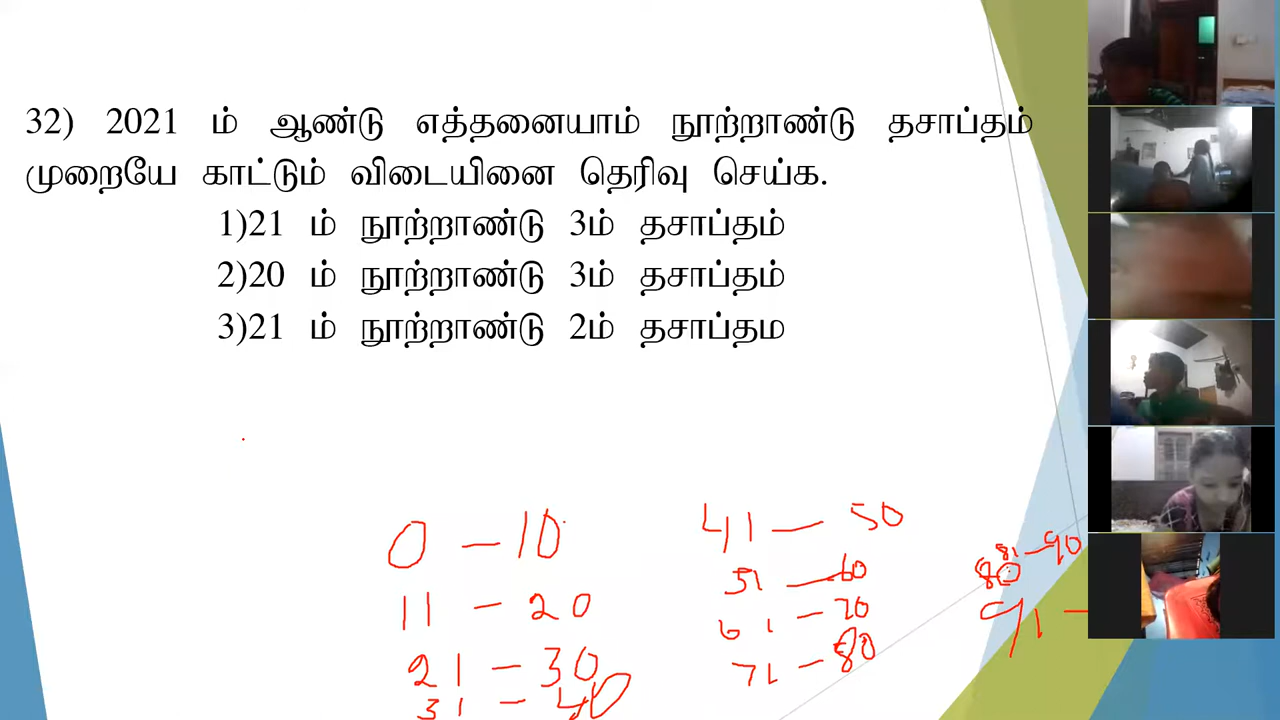 32) 2021 ம் ஆண்டு எத்தனையாம் நூற்றாண்டு தசாப்தம்
முறையே காட்டும் விடையினை தெரிவு செய்க.
1)21 ம் நூற்றாண்டு 3ம் தசாப்தம்
2)20 ம் நூற்றாண்டு 3ம் தசாப்தம்
3)21 ம் நூற்றாண்டு 2ம் தசாப்தம
0 – 10
11 – 20
21 – 30
31 – 40
41 – 50
51 – 60
61 – 70
71 – 80
81 – 90
80
91 –